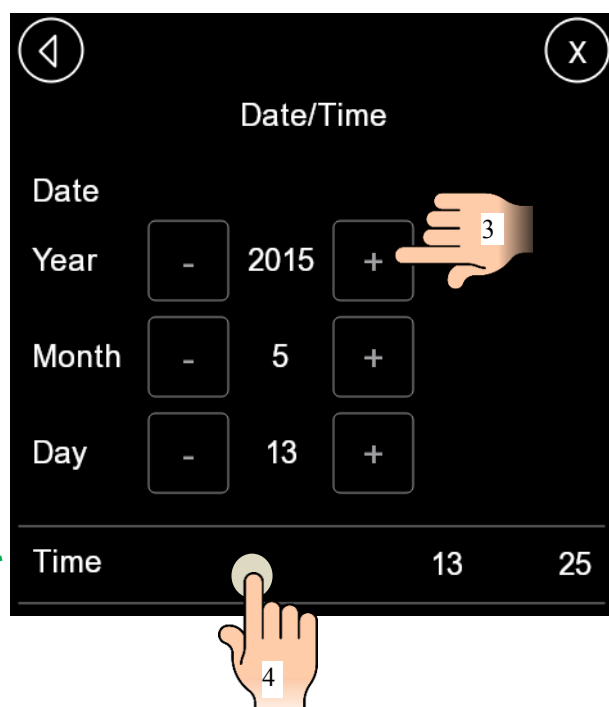 X
Date/Time
Date
3
Year - 2015 +
Month - 5 +
Day - 13 +
Time 13 25
4